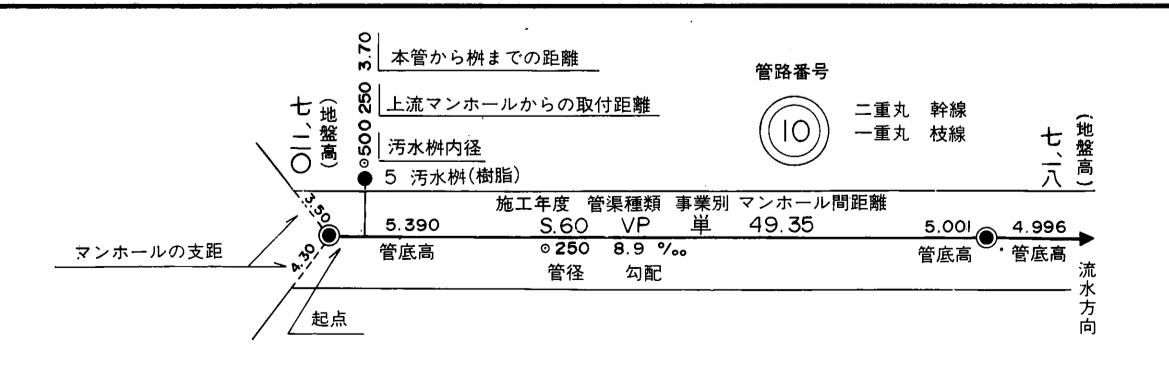 3.70
本管から桝までの距離
250
上流マンホールからの取付距離
⊙500
汚水桝内径
5 汚水桝(樹脂)
七、〇二
(地盤高)
管路番号
10
二重丸 幹線
一重丸 枝線
七、二八
(地盤高)
3.50
4.30
マンホールの支距
起点
施工年度 管渠種類 事業別 マンホール間距離
5.390 S.60 VP 単 49.35 5.001 4.996
管底高 ⊙250 8.9 ‰ 管底高 管底高
管径 勾配
流水方向